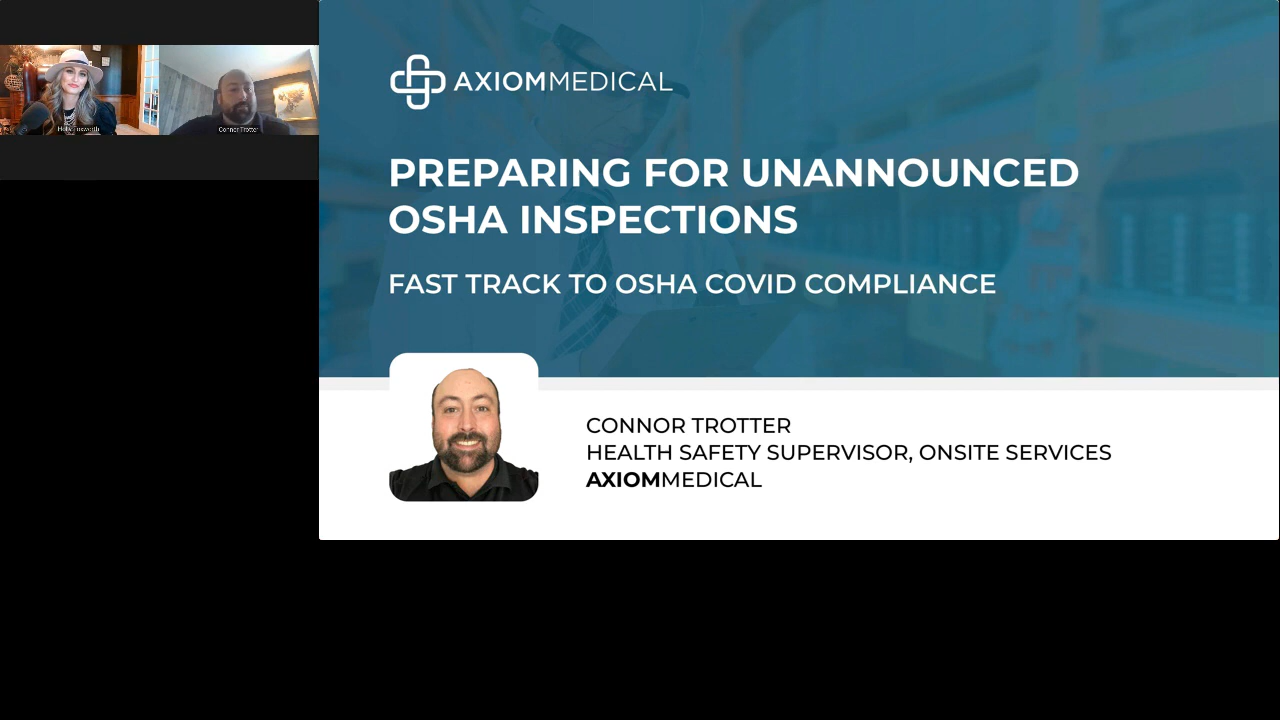 Connor Trotter
AXIOMMEDICAL
PREPARING FOR UNANNOUNCED
OSHA INSPECTIONS
FAST TRACK TO OSHA COVID COMPLIANCE
CONNOR TROTTER
HEALTH SAFETY SUPERVISOR, ONSITE SERVICES
AXIOMMEDICAL